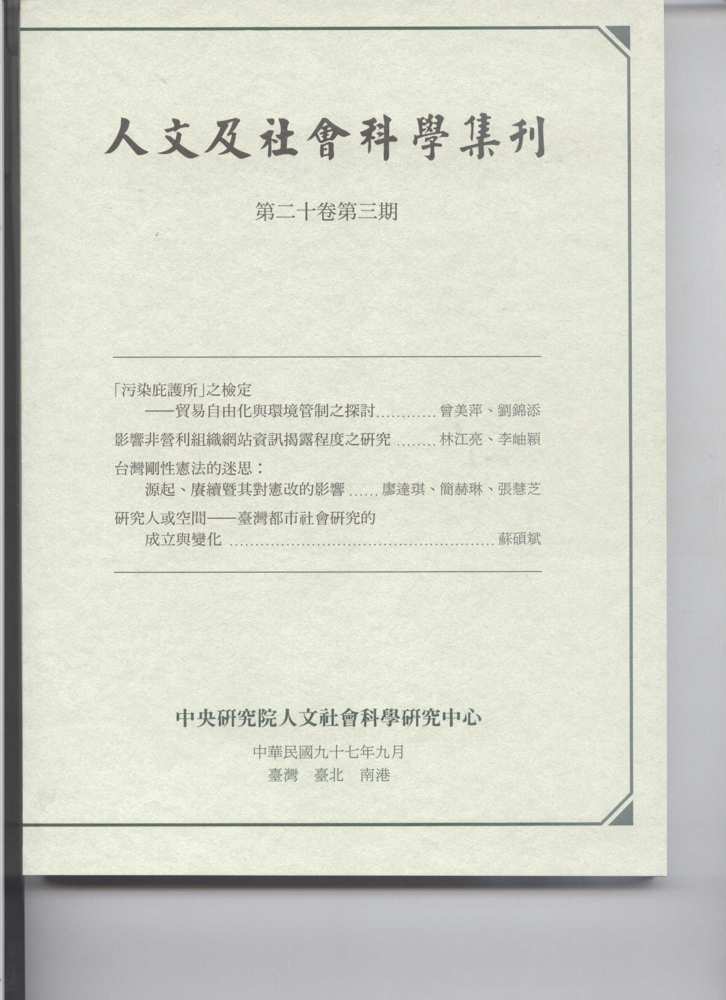 人文及社會科學集刊
第二十卷第三期
「污染庇護所」之檢定
——貿易自由化與環境管制之探討............曾美萍、劉錦添
影響非營利組織網站資訊揭露程度之研究........林江亮、李岫穎
台灣剛性憲法的迷思：
源起、賡續暨其對憲改的影響......廖達琪、簡赫琳、張慧芝
研究人或空間——臺灣都市社會研究的
成立與變化....................................................蘇碩斌
中央研究院人文社會科學研究中心
中華民國九十七年九月
臺灣　臺北　南港